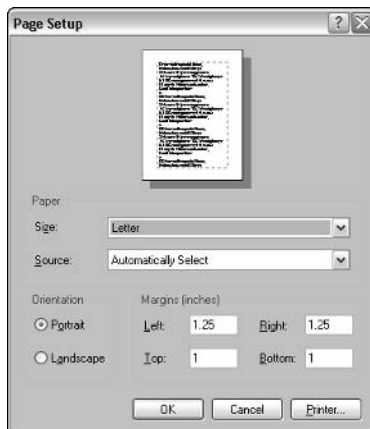 Page Setup
Paper
Size: Letter
Source: Automatically Select
Orientation
Portrait
Landscape
Margins (inches)
Left: 1.25 Right: 1.25
Top: 1 Bottom: 1
OK Cancel Printer...